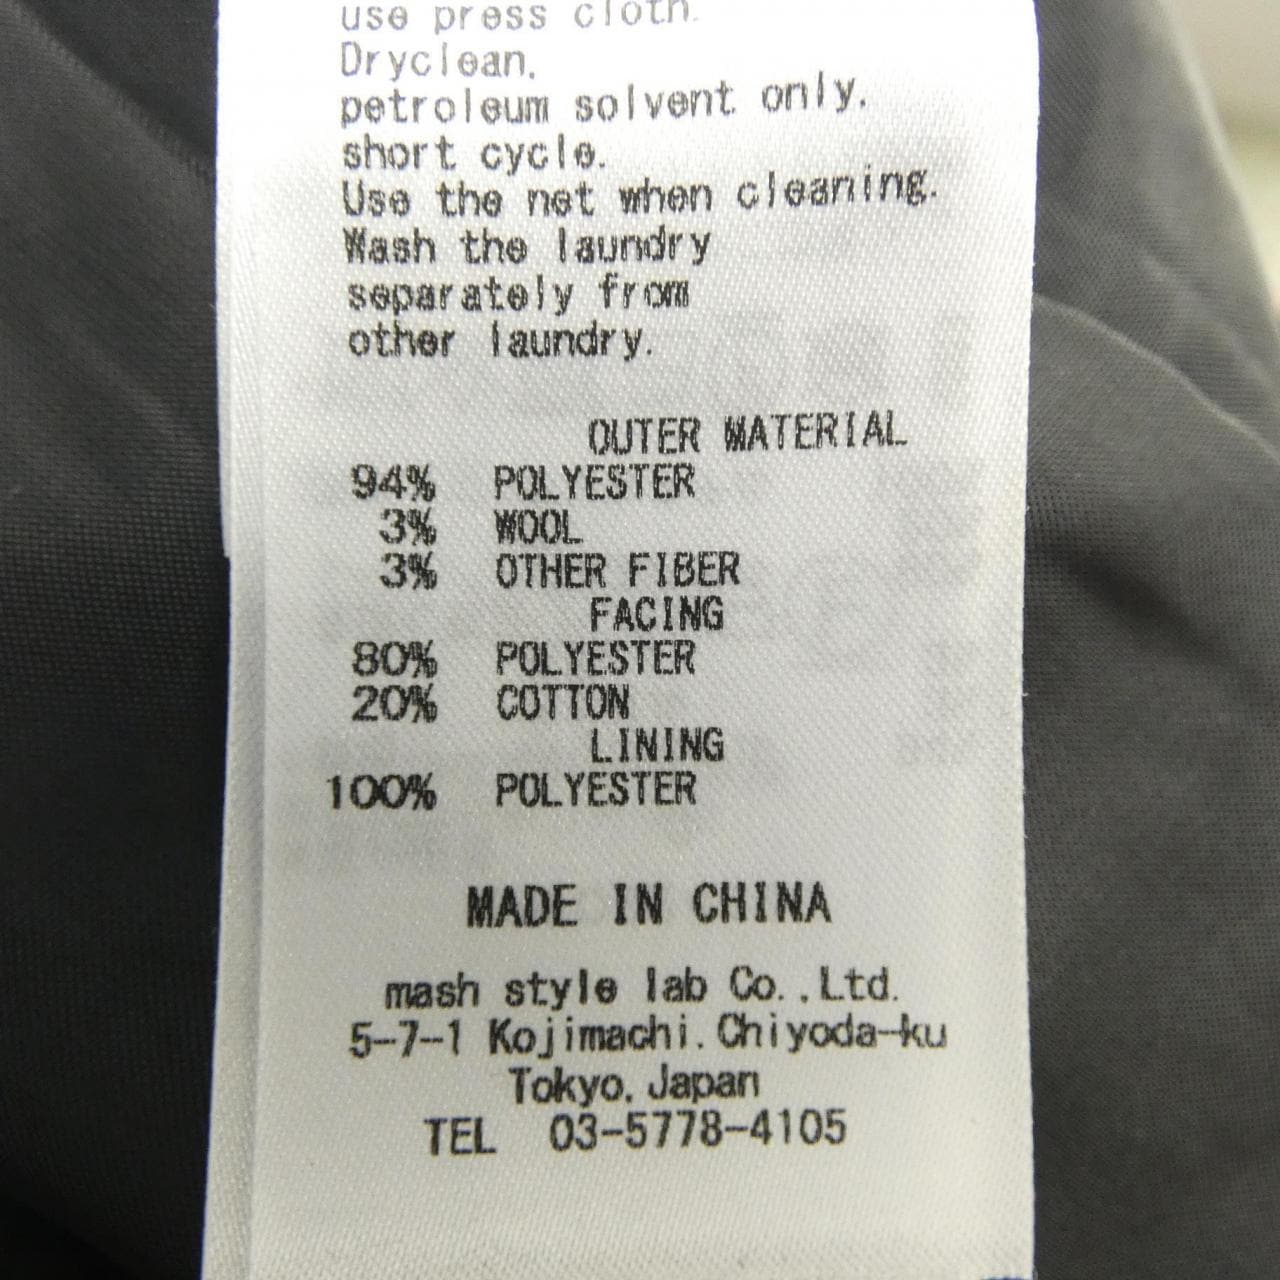 use press cloth.
Dryclean.
petroleum solvent only.
short cycle.
Use the net when cleaning.
Wash the laundry
separately from
other laundry.
OUTER MATERIAL
94% POLYESTER
3% WOOL
3% OTHER FIBER
FACING
80% POLYESTER
20% COTTON
LINING
100% POLYESTER
MADE IN CHINA
mash style lab Co.,Ltd.
5-7-1 Kojimachi.Chiyoda-ku
Tokyo.Japan
TEL 03-5778-4105